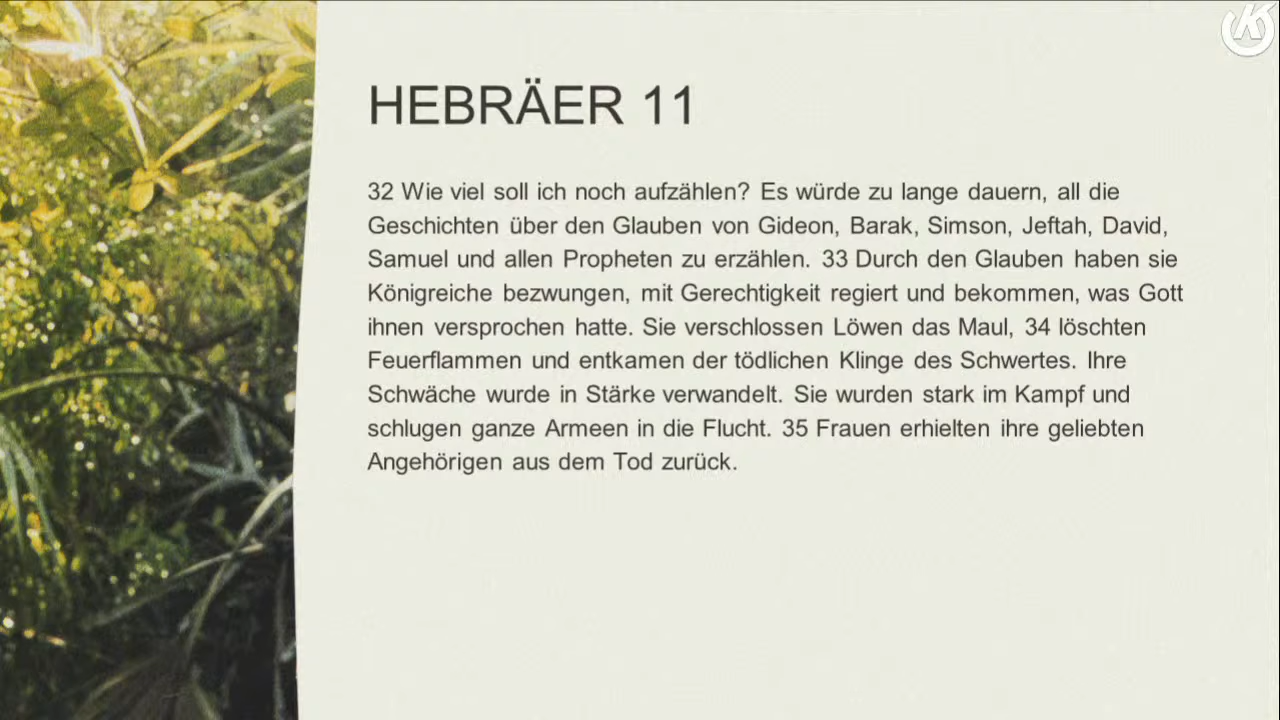 HEBRÄER 11
32 Wie viel soll ich noch aufzählen? Es würde zu lange dauern, all die
Geschichten über den Glauben von Gideon, Barak, Simson, Jeftah, David,
Samuel und allen Propheten zu erzählen. 33 Durch den Glauben haben sie
Königreiche bezwungen, mit Gerechtigkeit regiert und bekommen, was Gott
ihnen versprochen hatte. Sie verschlossen Löwen das Maul, 34 löschten
Feuerflammen und entkamen der tödlichen Klinge des Schwertes. Ihre
Schwäche wurde in Stärke verwandelt. Sie wurden stark im Kampf und
schlugen ganze Armeen in die Flucht. 35 Frauen erhielten ihre geliebten
Angehörigen aus dem Tod zurück.